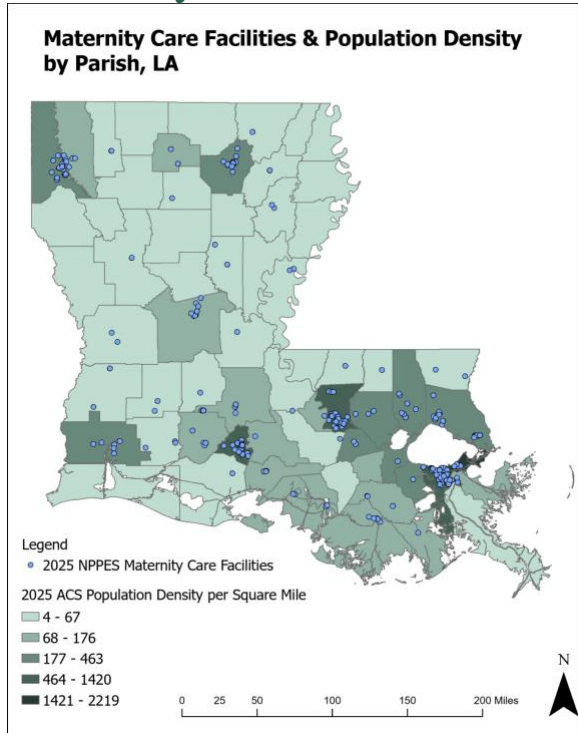 Maternity Care Facilities & Population Density
by Parish, LA
Legend
2025 NPPES Maternity Care Facilities
2025 ACS Population Density per Square Mile
4 - 67
68 - 176
177 - 463
464 - 1420
1421 - 2219
N
0 25 50 100 150 200 Miles